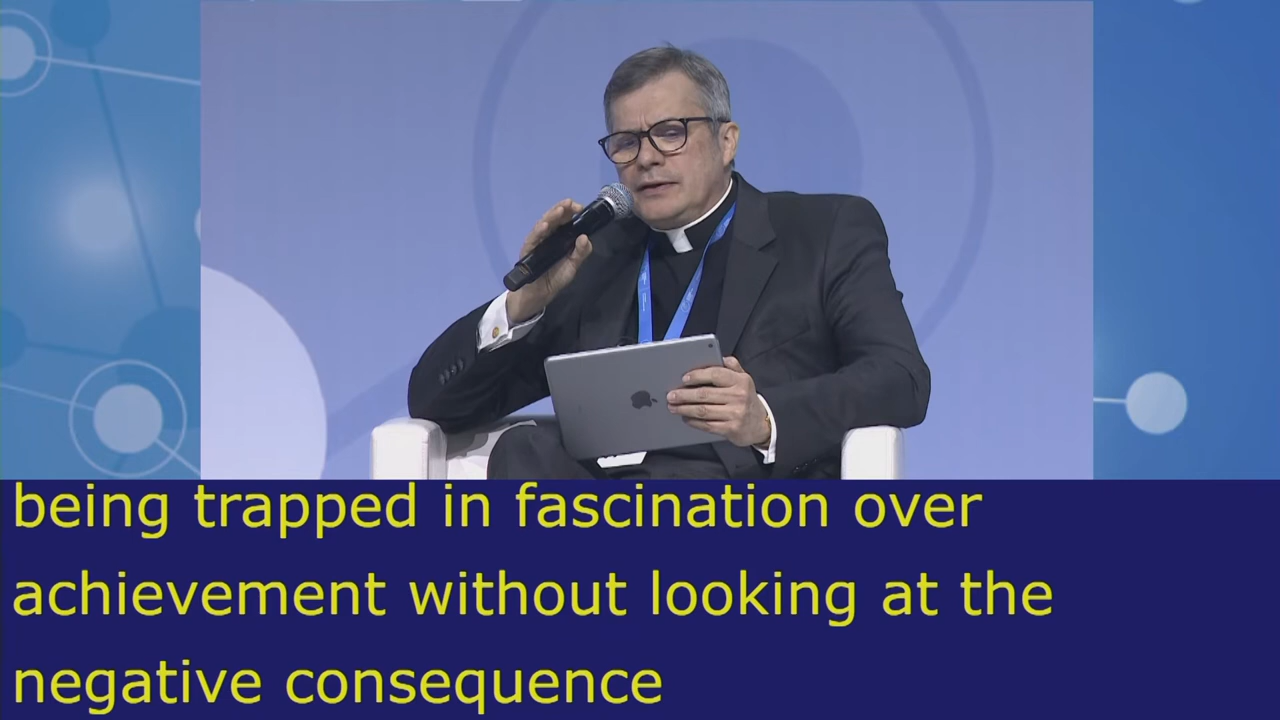 being trapped in fascination over
achievement without looking at the
negative consequence